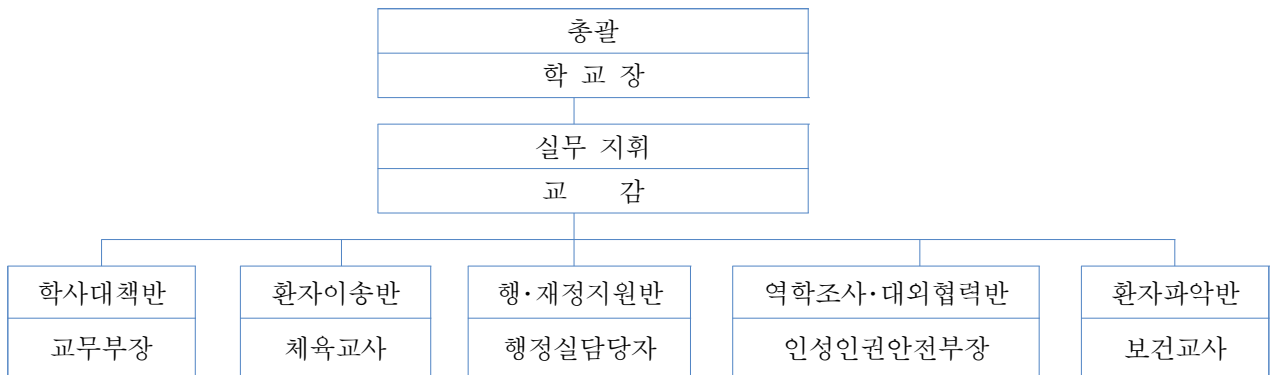 총괄
학 교 장
실무 지휘
교 감
학사대책반
교무부장
환자이송반
체육교사
행·재정지원반
행정실담당자
역학조사·대외협력반
인성인권안전부장
환자파악반
보건교사